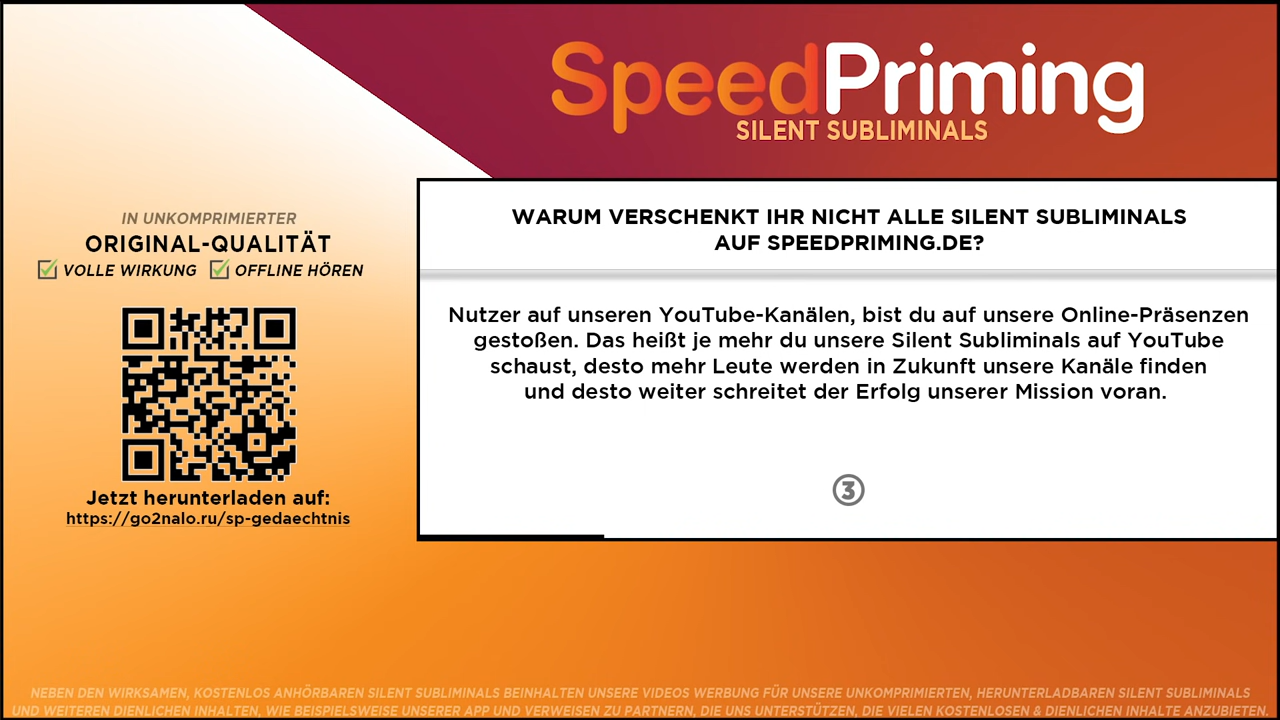 SpeedPriming
SILENT SUBLIMINALS
IN UNKOMPRIMIERTER
ORIGINAL-QUALITÄT
VOLLE WIRKUNG OFFLINE HÖREN
Jetzt herunterladen auf:
https://go2nalo.ru/sp-gedaechtnis
WARUM VERSCHENKT IHR NICHT ALLE SILENT SUBLIMINALS
AUF SPEEDPRIMING.DE?
Nutzer auf unseren YouTube-Kanälen, bist du auf unsere Online-Präsenzen
gestoßen. Das heißt je mehr du unsere Silent Subliminals auf YouTube
schaust, desto mehr Leute werden in Zukunft unsere Kanäle finden
und desto weiter schreitet der Erfolg unserer Mission voran.
3
NEBEN DEN WIRKSAMEN, KOSTENLOS ANHÖRBAREN SILENT SUBLIMINALS BEINHALTEN UNSERE VIDEOS WERBUNG FÜR UNSERE UNKOMPRIMIERTEN, HERUNTERLADBAREN SILENT SUBLIMINALS
UND WEITEREN DIENLICHEN INHALTEN, WIE BEISPIELSWEISE UNSERER APP UND VERWEISEN ZU PARTNERN, DIE UNS UNTERSTÜTZEN, DIE VIELEN KOSTENLOSEN & DIENLICHEN INHALTE ANZUBIETEN.